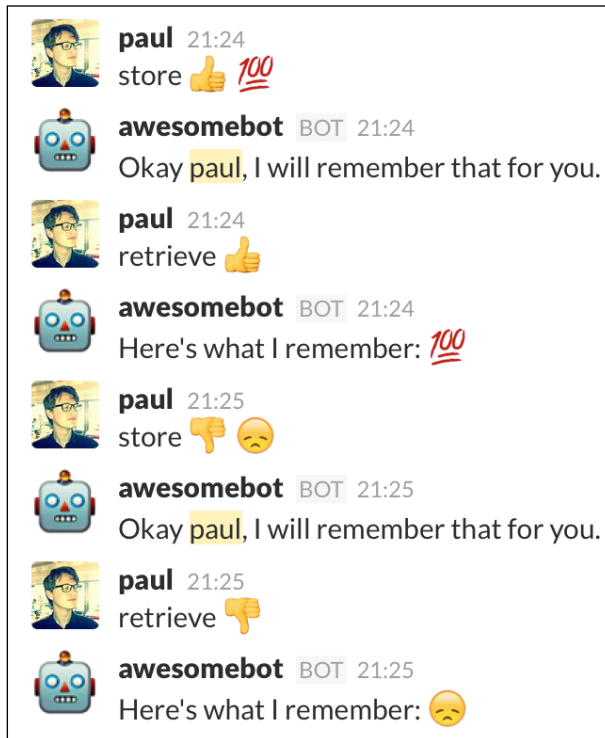 paul 21:24
store 👍 💯
awesomebot BOT 21:24
Okay paul, I will remember that for you.
paul 21:24
retrieve 👍
awesomebot BOT 21:24
Here's what I remember: 💯
paul 21:25
store 👎 😞
awesomebot BOT 21:25
Okay paul, I will remember that for you.
paul 21:25
retrieve 👎
awesomebot BOT 21:25
Here's what I remember: 😞